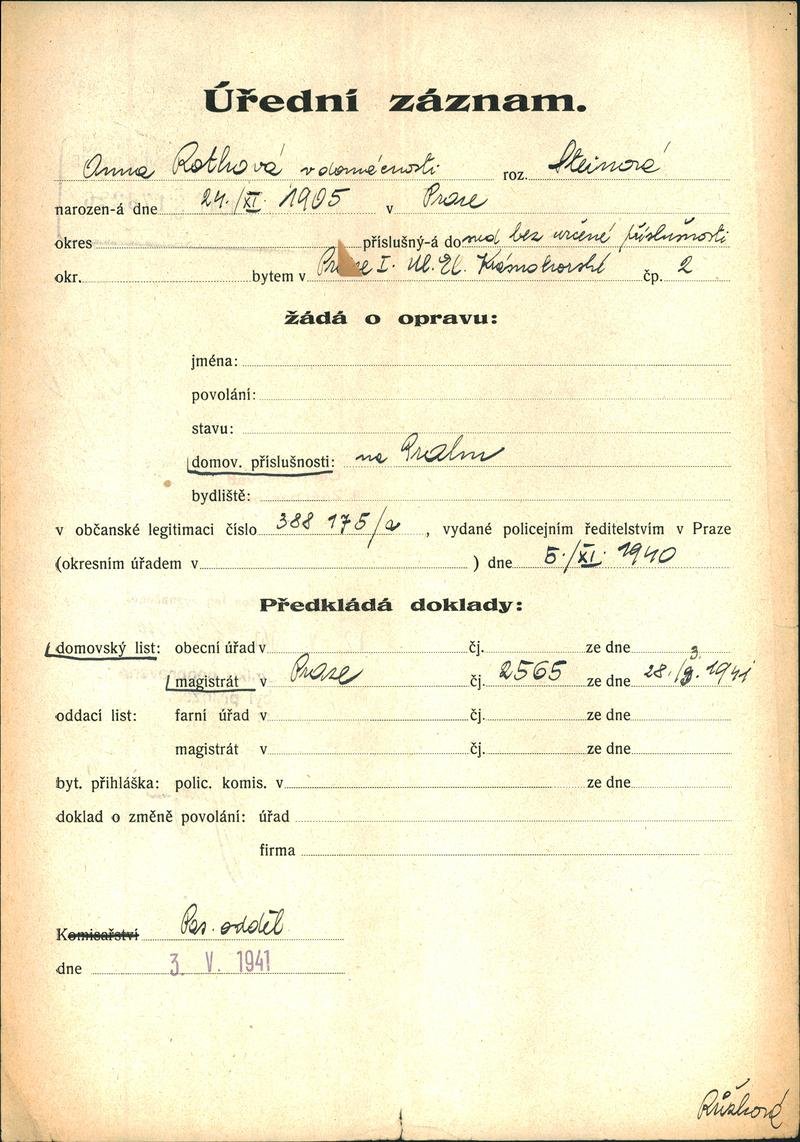 Úřední záznam.
Anna Rothová v domácnosti roz. Steinová
narozen-á dne 24./XI. 1905 v Praze
okres příslušný-á do bez určené příslušnosti
okr. bytem v Praze I. Ul. El. Krásnohorské čp. 2
žádá o opravu:
jména:
povolání:
stavu:
domov. příslušnosti: na Prahu
bydliště:
v občanské legitimaci číslo 388 175/a, vydané policejním ředitelstvím v Praze
(okresním úřadem v ) dne 5./XI. 1940
Předkládá doklady:
domovský list: obecní úřad v čj. ze dne
magistrát v Praze čj. 2565 ze dne 28./3. 1941
oddací list: farní úřad v čj. ze dne
magistrát v čj. ze dne
byt. přihláška: polic. komis. v ze dne
doklad o změně povolání: úřad
firma
Komisařství Pas. odděl.
dne 3. V. 1941
Růžková